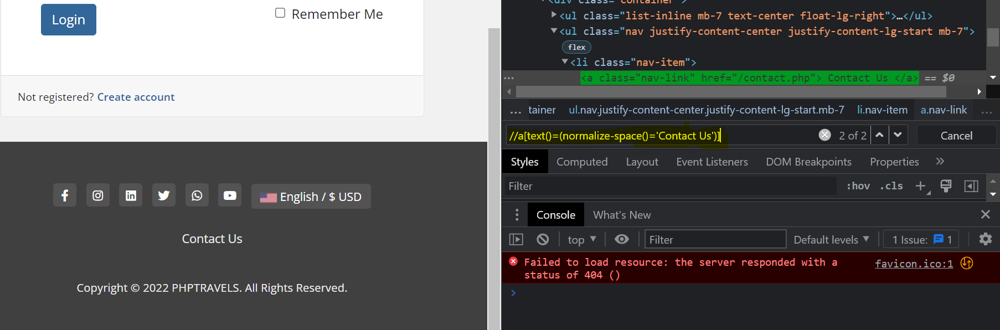 Login
Remember Me
Not registered? Create account
English / $ USD
Contact Us
Copyright © 2022 PHPTRAVELS. All Rights Reserved.
<ul class="list-inline mb-7 text-center float-lg-right">…</ul>
<ul class="nav justify-content-center justify-content-lg-start mb-7">
flex
<li class="nav-item">
<a class="nav-link" href="/contact.php"> Contact Us </a> == $0
... tainer ul.nav.justify-content-center.justify-content-lg-start.mb-7 li.nav-item a.nav-link ...
//a[text()=(normalize-space()='Contact Us')] 2 of 2 Cancel
Styles Computed Layout Event Listeners DOM Breakpoints Properties »
Filter :hov .cls +
Console What's New
top Filter Default levels 1 Issue: 1
Failed to load resource: the server responded with a favicon.ico:1
status of 404 ()